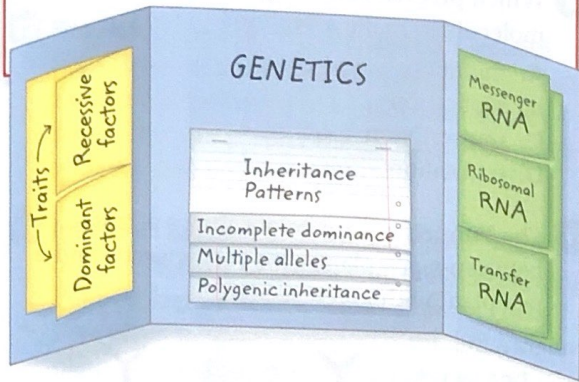 GENETICS
Traits
Recessive
factors
Dominant
factors
Inheritance
Patterns
Incomplete dominance
Multiple alleles
Polygenic inheritance
Messenger
RNA
Ribosomal
RNA
Transfer
RNA